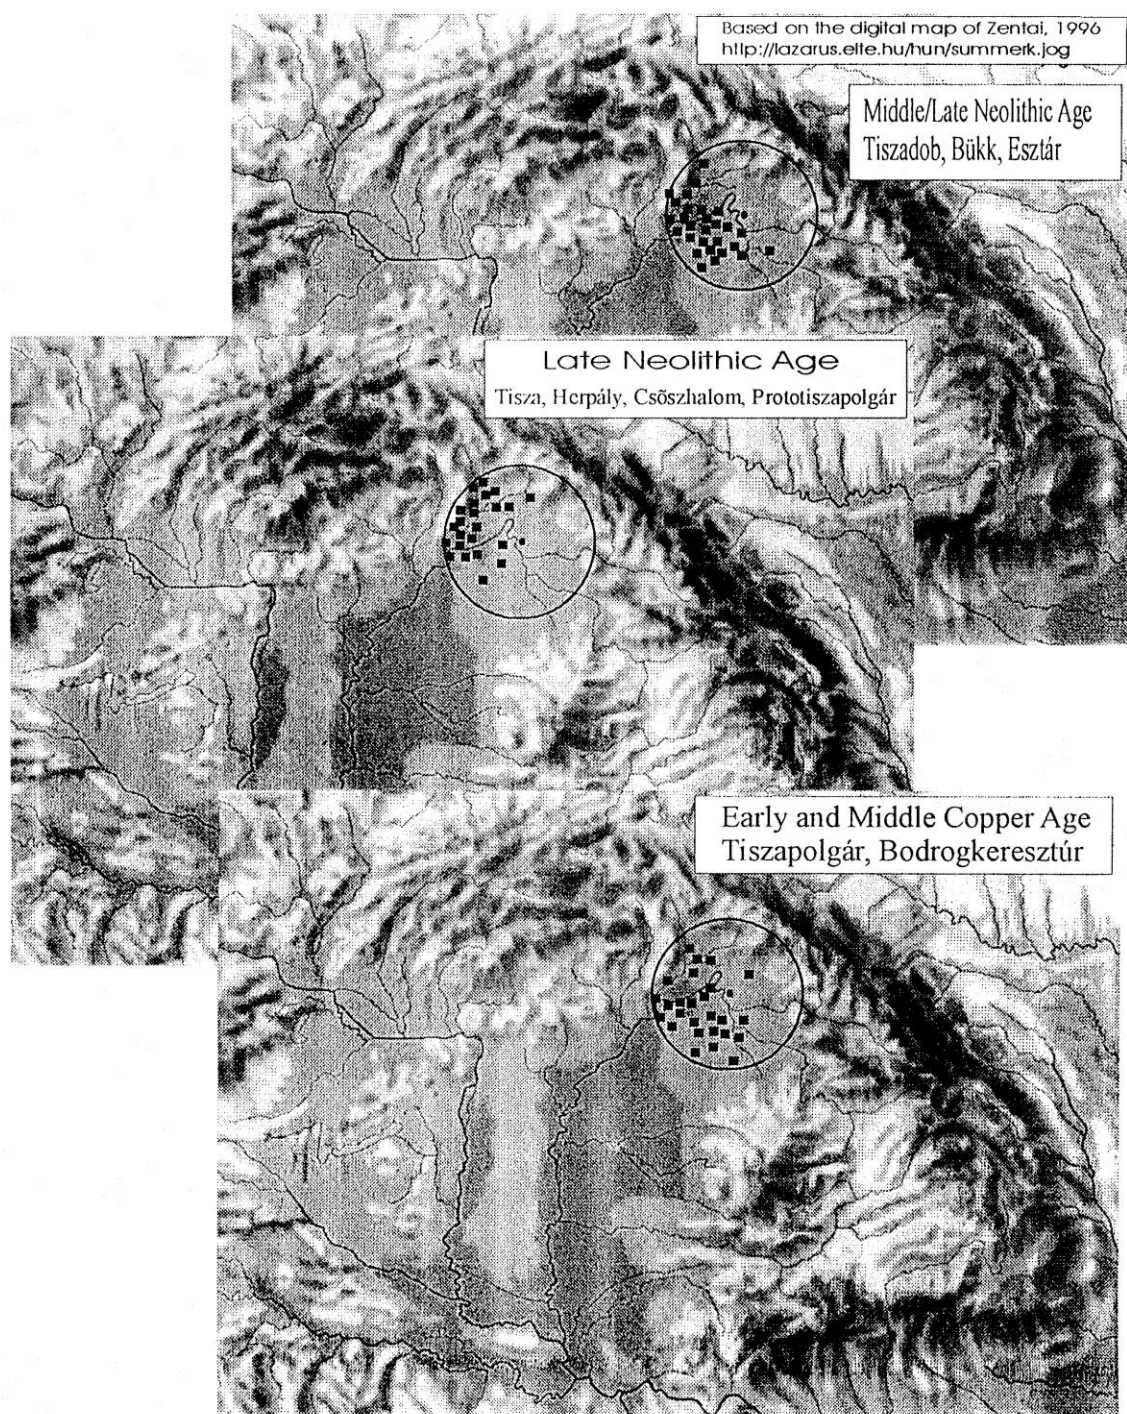 Based on the digital map of Zentai, 1996
http://lazarus.elte.hu/hun/summerk.jog
Middle/Late Neolithic Age
Tiszadob, Bükk, Esztár
Late Neolithic Age
Tisza, Herpály, Csõszhalom, Prototiszapolgár
Early and Middle Copper Age
Tiszapolgár, Bodrogkeresztúr